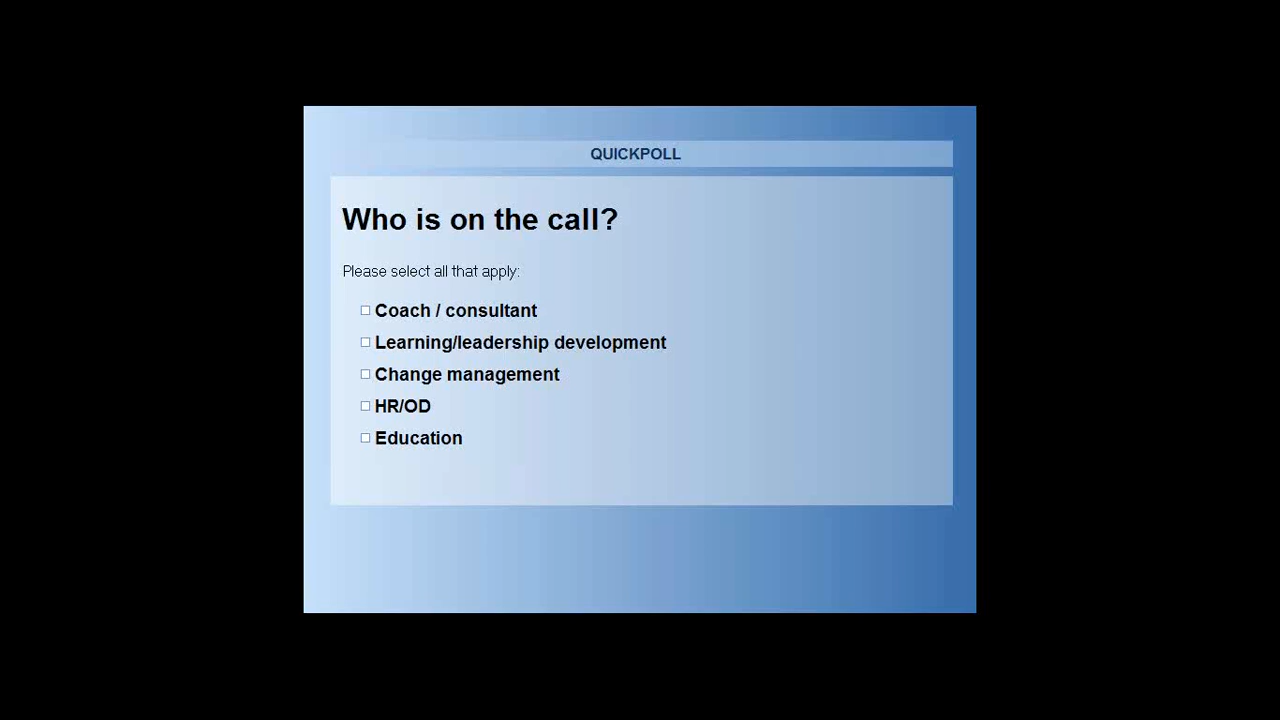 QUICKPOLL
Who is on the call?
Please select all that apply:
Coach / consultant
Learning/leadership development
Change management
HR/OD
Education